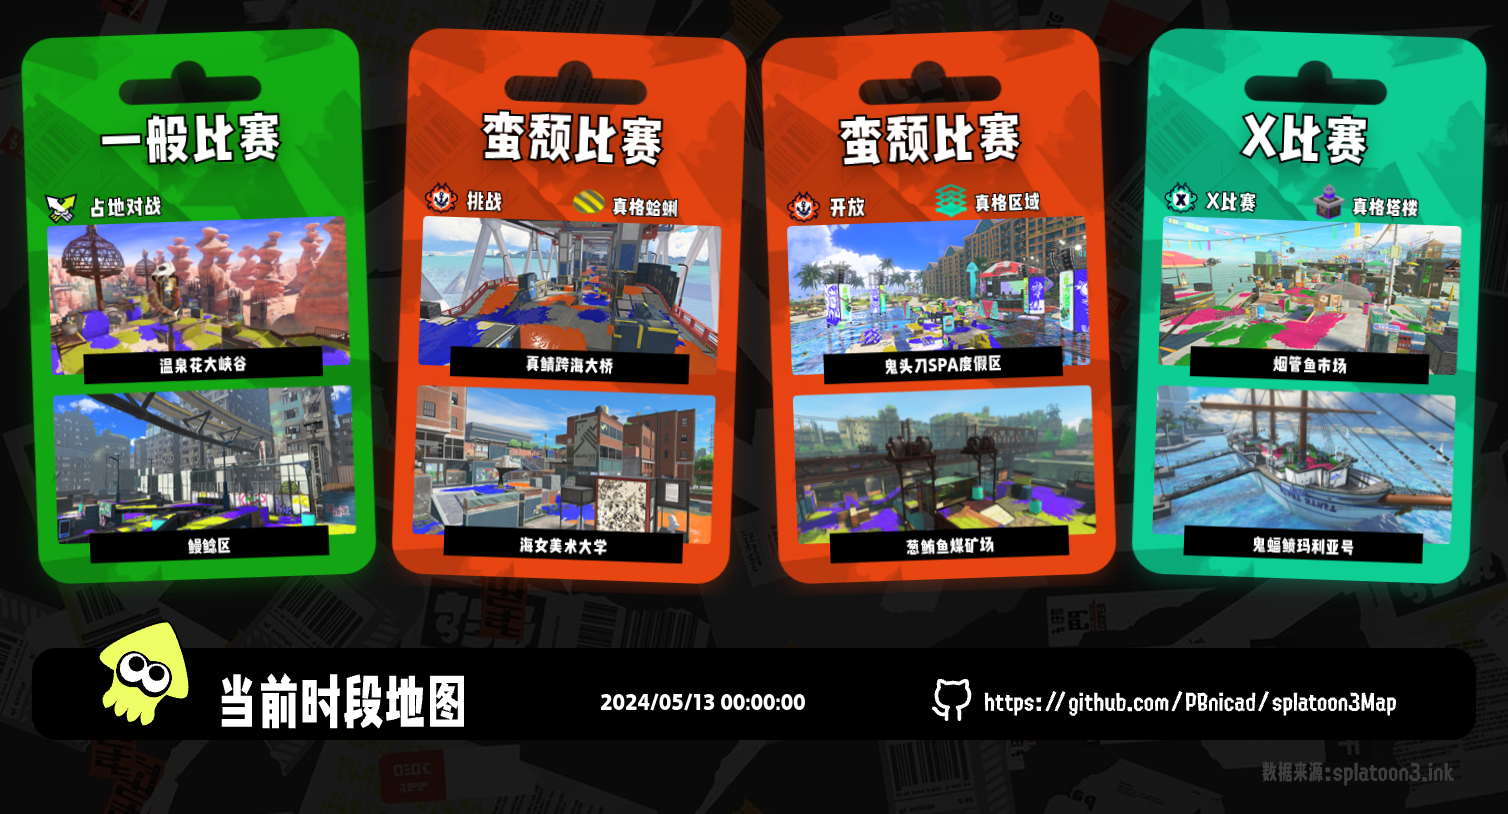 一般比赛
占地对战
温泉花大峡谷
鳗鲶区
蛮颓比赛
挑战
真格蛤蜊
真鲭跨海大桥
海女美术大学
蛮颓比赛
开放
真格区域
鬼头刀SPA度假区
葱鲔鱼煤矿场
X比赛
X比赛
真格塔楼
烟管鱼市场
鬼蝠鲼玛利亚号
当前时段地图
2024/05/13 00:00:00
https://github.com/PBnicad/splatoon3Map
数据来源:splatoon3.ink